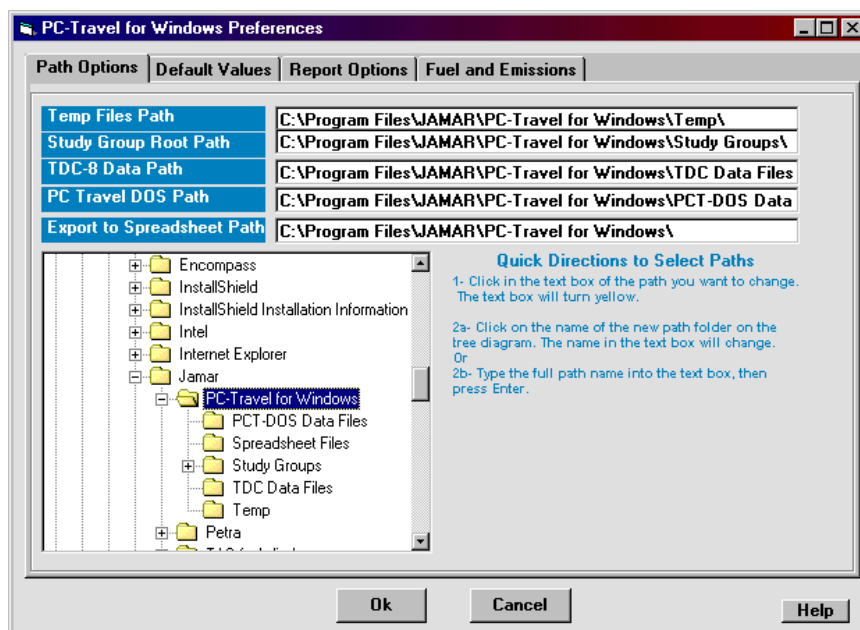 PC-Travel for Windows Preferences
Path Options Default Values Report Options Fuel and Emissions
Temp Files Path C:\Program Files\JAMAR\PC-Travel for Windows\Temp\
Study Group Root Path C:\Program Files\JAMAR\PC-Travel for Windows\Study Groups\
TDC-8 Data Path C:\Program Files\JAMAR\PC-Travel for Windows\TDC Data Files
PC Travel DOS Path C:\Program Files\JAMAR\PC-Travel for Windows\PCT-DOS Data
Export to Spreadsheet Path C:\Program Files\JAMAR\PC-Travel for Windows\
Encompass
InstallShield
InstallShield Installation Information
Intel
Internet Explorer
Jamar
PC-Travel for Windows
PCT-DOS Data Files
Spreadsheet Files
Study Groups
TDC Data Files
Temp
Petra
Quick Directions to Select Paths
1- Click in the text box of the path you want to change.
The text box will turn yellow.
2a- Click on the name of the new path folder on the
tree diagram. The name in the text box will change.
Or
2b- Type the full path name into the text box, then
press Enter.
Ok Cancel Help